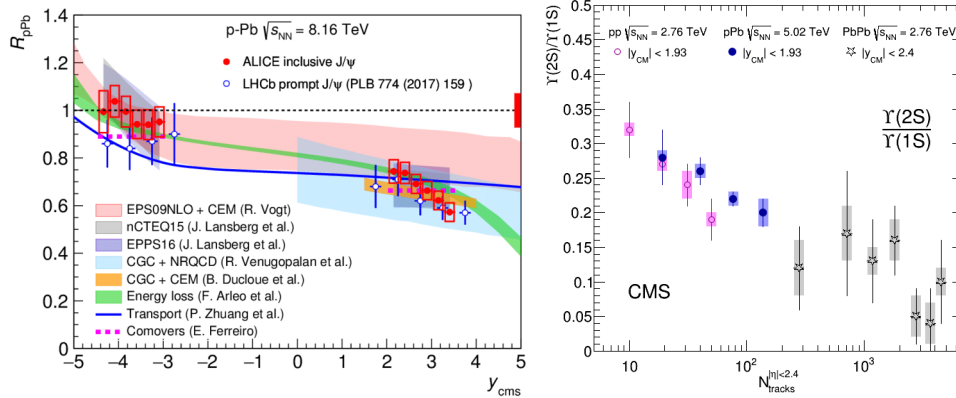 R_pPb
p-Pb √s_NN = 8.16 TeV
ALICE inclusive J/ψ
LHCb prompt J/ψ (PLB 774 (2017) 159 )
1.4
1.2
1
0.8
0.6
0.4
0.2
0
EPS09NLO + CEM (R. Vogt)
nCTEQ15 (J. Lansberg et al.)
EPPS16 (J. Lansberg et al.)
CGC + NRQCD (R. Venugopalan et al.)
CGC + CEM (B. Ducloue et al.)
Energy loss (F. Arleo et al.)
Transport (P. Zhuang et al.)
Comovers (E. Ferreiro)
−5 −4 −3 −2 −1 0 1 2 3 4 5
y_cms
ϒ(2S)/ϒ(1S)
0.5
0.45
0.4
0.35
0.3
0.25
0.2
0.15
0.1
0.05
0
pp √s_NN = 2.76 TeV pPb √s_NN = 5.02 TeV PbPb √s_NN = 2.76 TeV
|y_CM| < 1.93 |y_CM| < 1.93 |y_CM| < 2.4
ϒ(2S)
ϒ(1S)
CMS
10 10² 10³
N_tracks^|η|<2.4